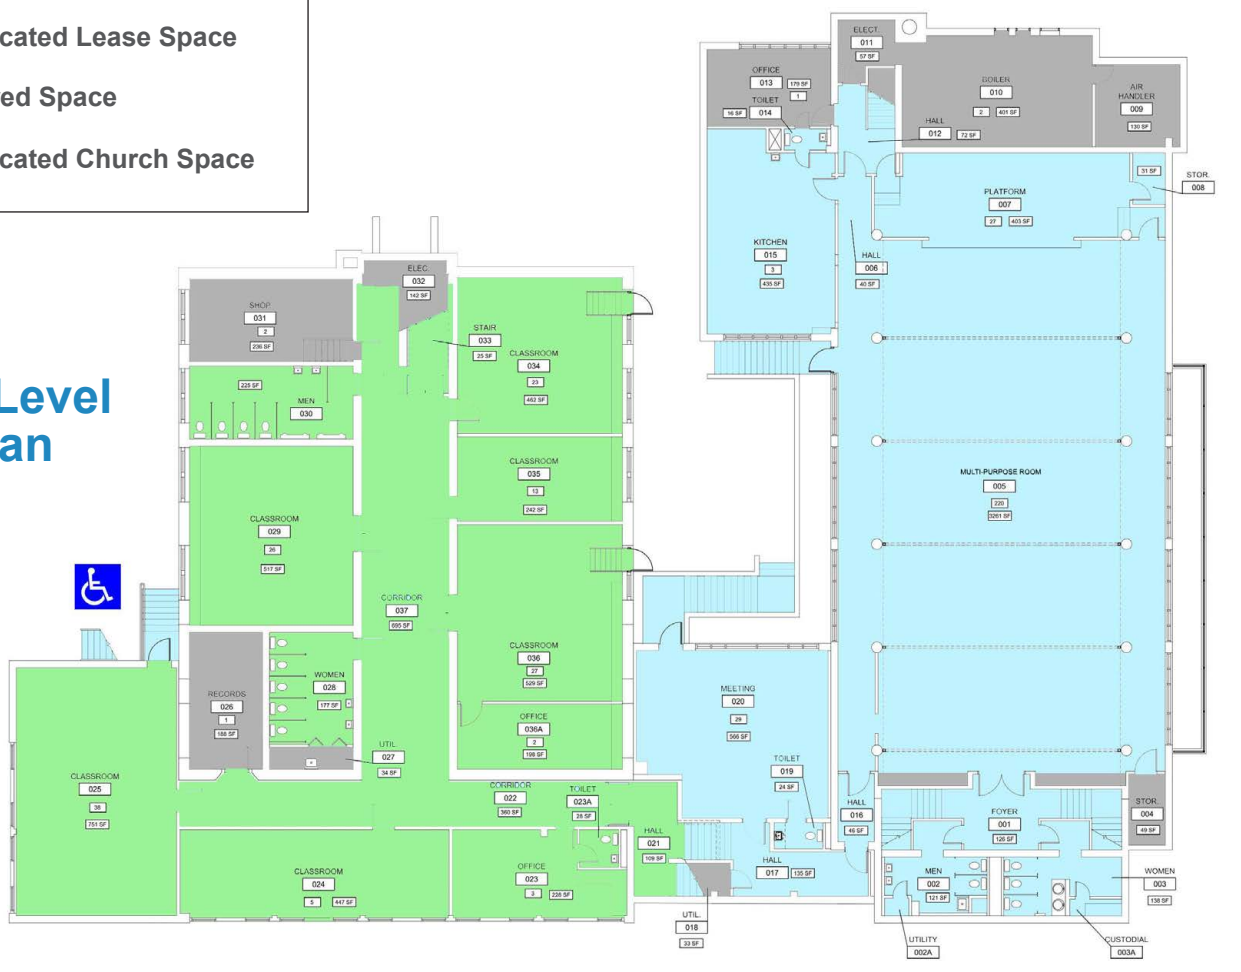 cated Lease Space
ed Space
cated Church Space
Level
an
ELECT.
011
57 SF
OFFICE
013
179 SF
1
TOILET
16 SF
014
BOILER
010
2
401 SF
AIR
HANDLER
009
130 SF
HALL
012
72 SF
31 SF
STOR.
008
PLATFORM
007
27
403 SF
KITCHEN
015
3
435 SF
HALL
006
40 SF
ELEC.
032
142 SF
SHOP
031
2
236 SF
STAIR
033
25 SF
CLASSROOM
034
23
462 SF
225 SF
MEN
030
CLASSROOM
035
13
242 SF
MULTI-PURPOSE ROOM
005
220
3261 SF
CLASSROOM
029
26
517 SF
CORRIDOR
037
695 SF
CLASSROOM
036
27
529 SF
WOMEN
028
177 SF
RECORDS
026
1
188 SF
MEETING
020
29
566 SF
OFFICE
036A
2
198 SF
UTIL.
027
34 SF
CLASSROOM
025
38
751 SF
CORRIDOR
022
360 SF
TOILET
023A
28 SF
TOILET
019
24 SF
HALL
016
46 SF
FOYER
001
126 SF
STOR.
004
49 SF
HALL
021
109 SF
CLASSROOM
024
5
447 SF
OFFICE
023
3
228 SF
HALL
017
135 SF
MEN
002
121 SF
WOMEN
003
138 SF
UTIL.
018
33 SF
UTILITY
002A
CUSTODIAL
003A